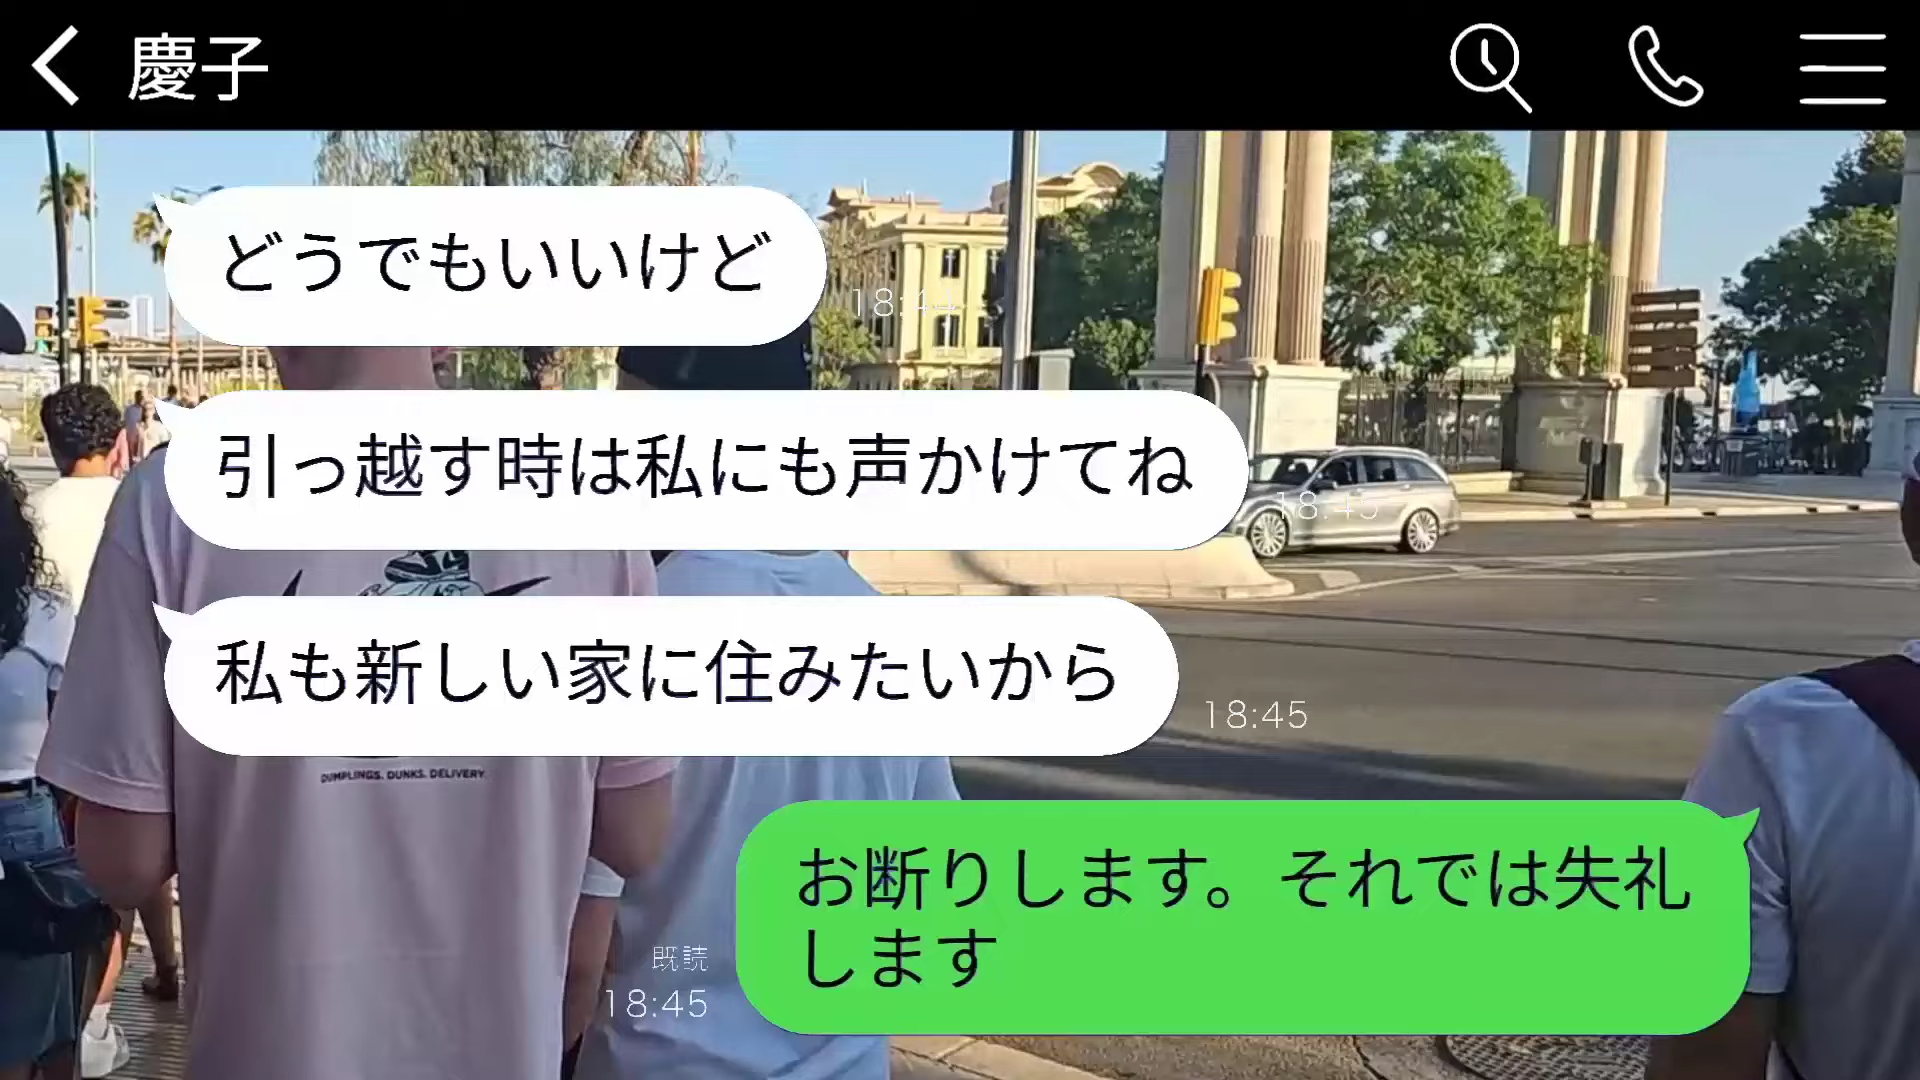 慶子
どうでもいいけど
18:44
引っ越す時は私にも声かけてね
18:45
私も新しい家に住みたいから
18:45
DUMPLINGS. DUNKS. DELIVERY.
お断りします。それでは失礼
します
既読
18:45